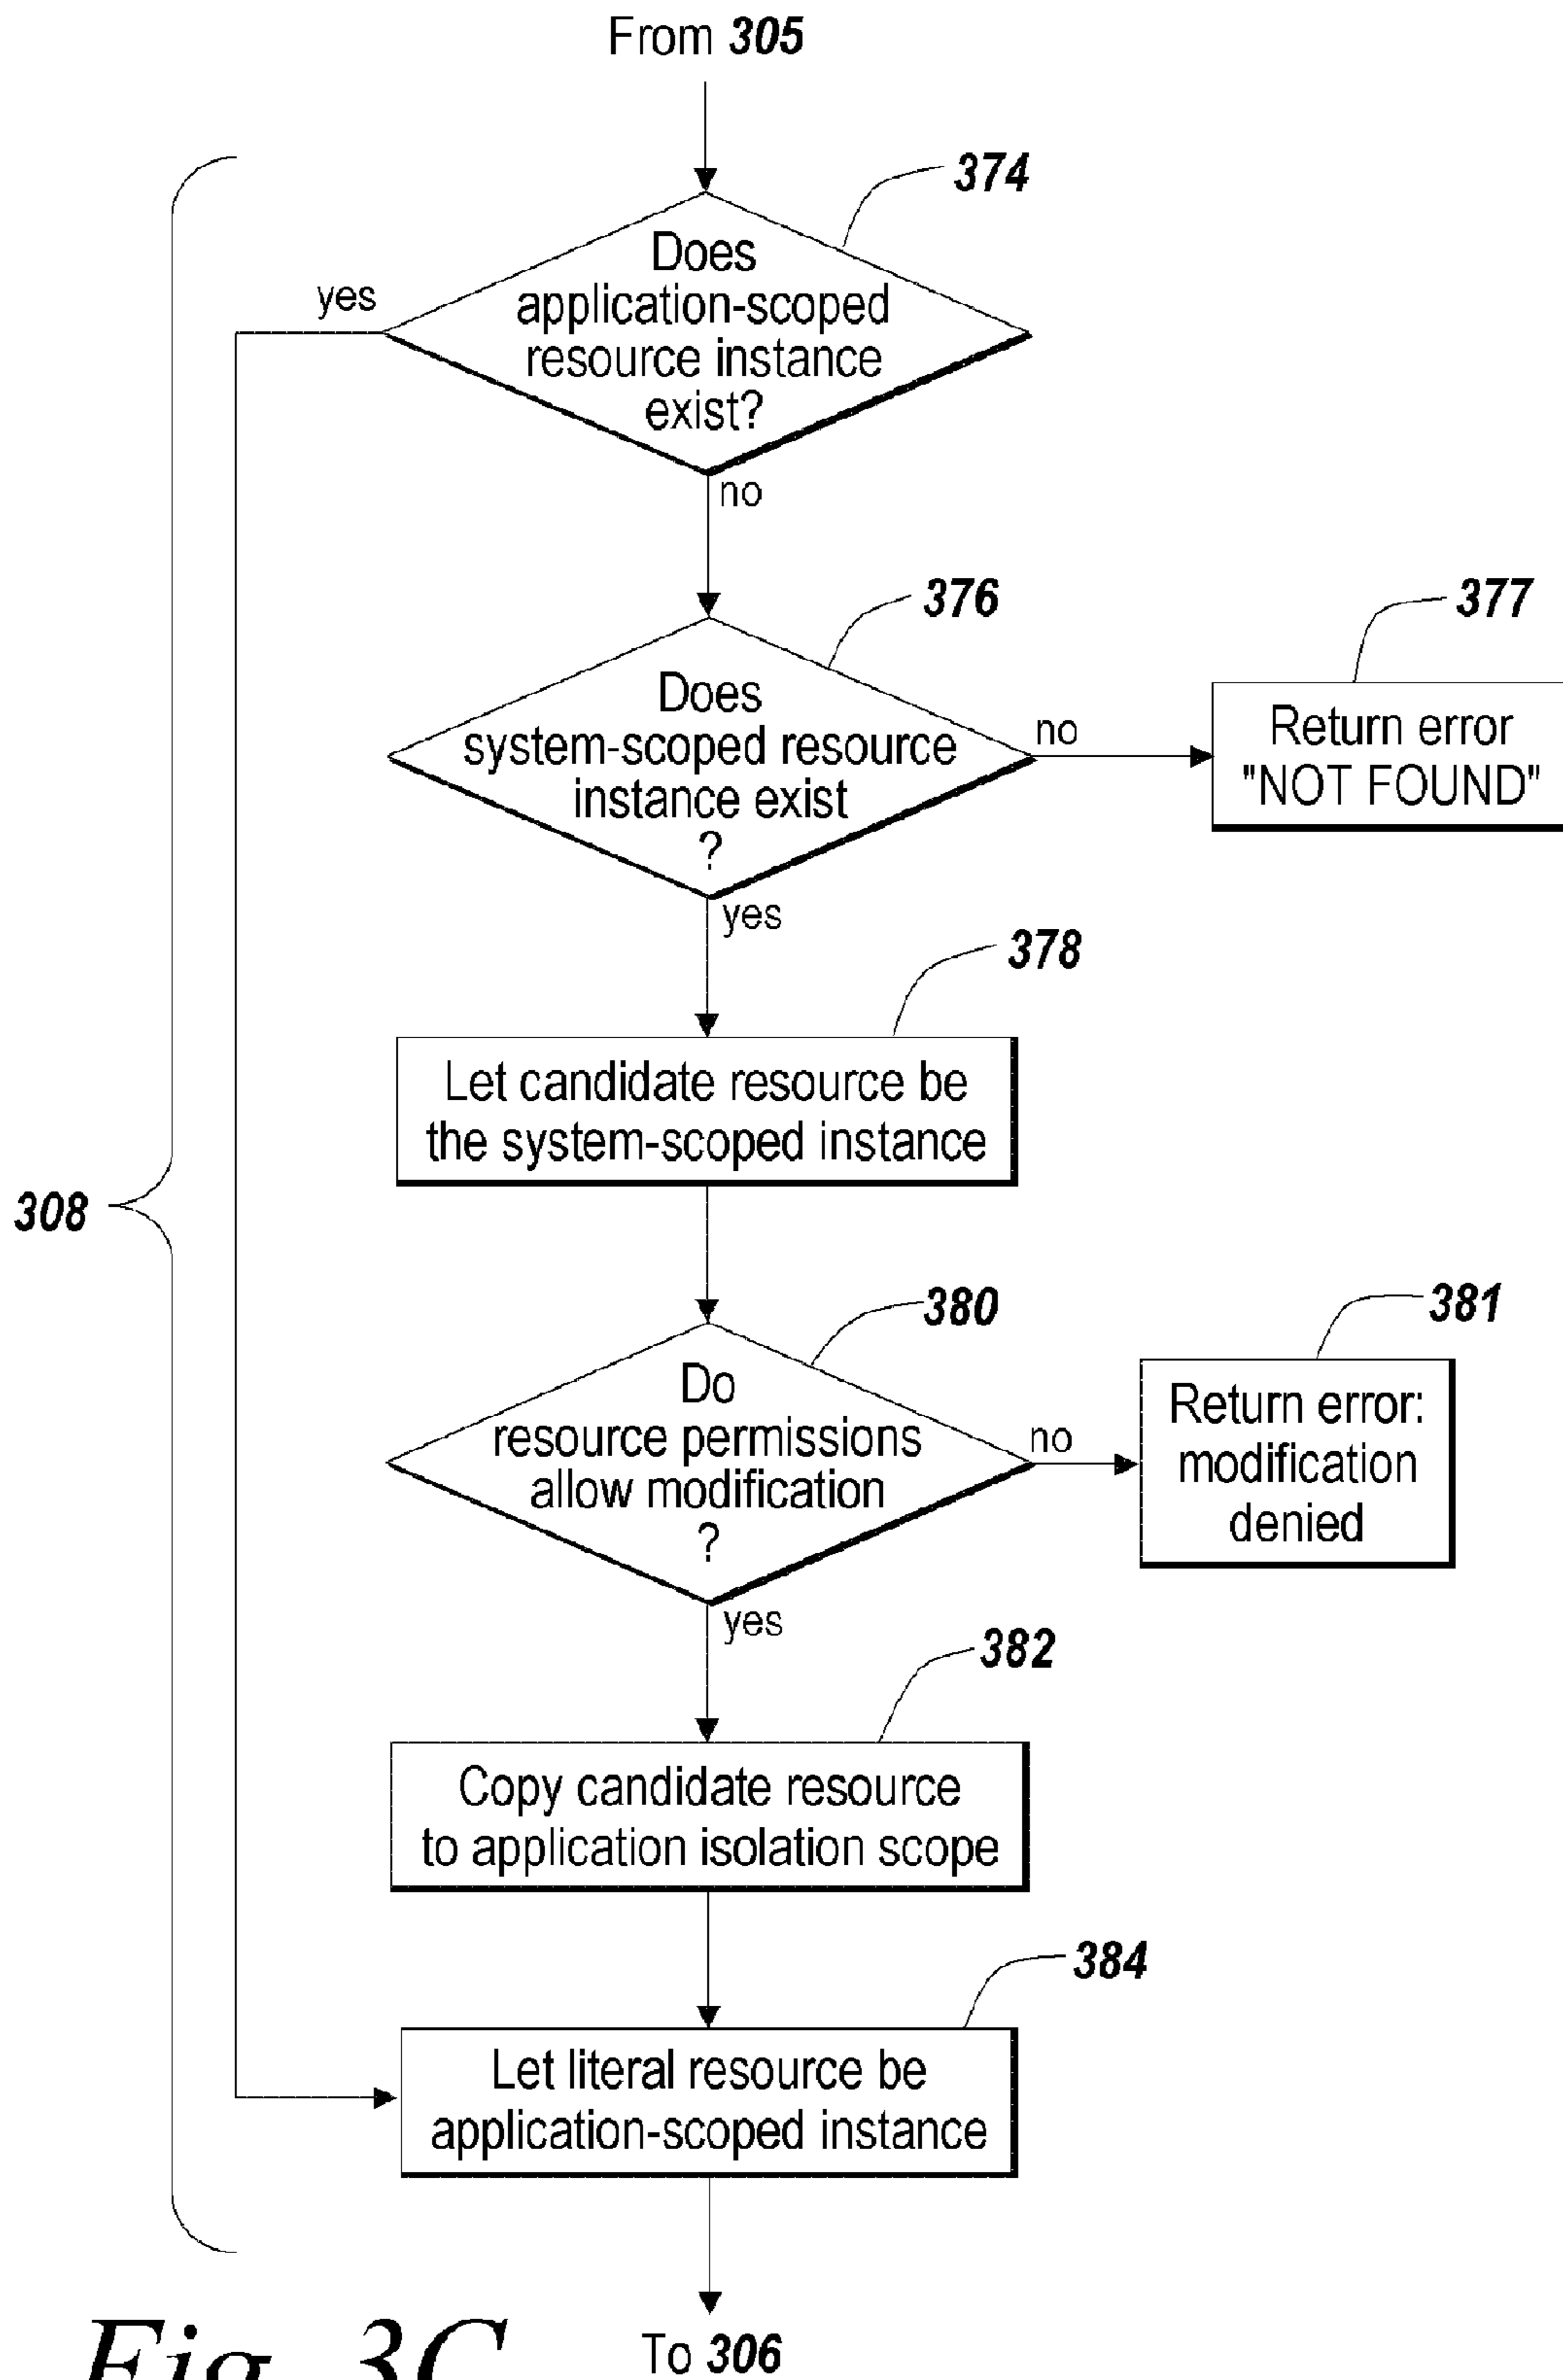 From 305
374
Does
application-scoped
resource instance
exist?
yes
no
376
Does
system-scoped resource
instance exist
?
no
377
Return error
"NOT FOUND"
yes
378
Let candidate resource be
the system-scoped instance
308
380
Do
resource permissions
allow modification
?
no
381
Return error:
modification
denied
yes
382
Copy candidate resource
to application isolation scope
384
Let literal resource be
application-scoped instance
To 306
Fig. 3C